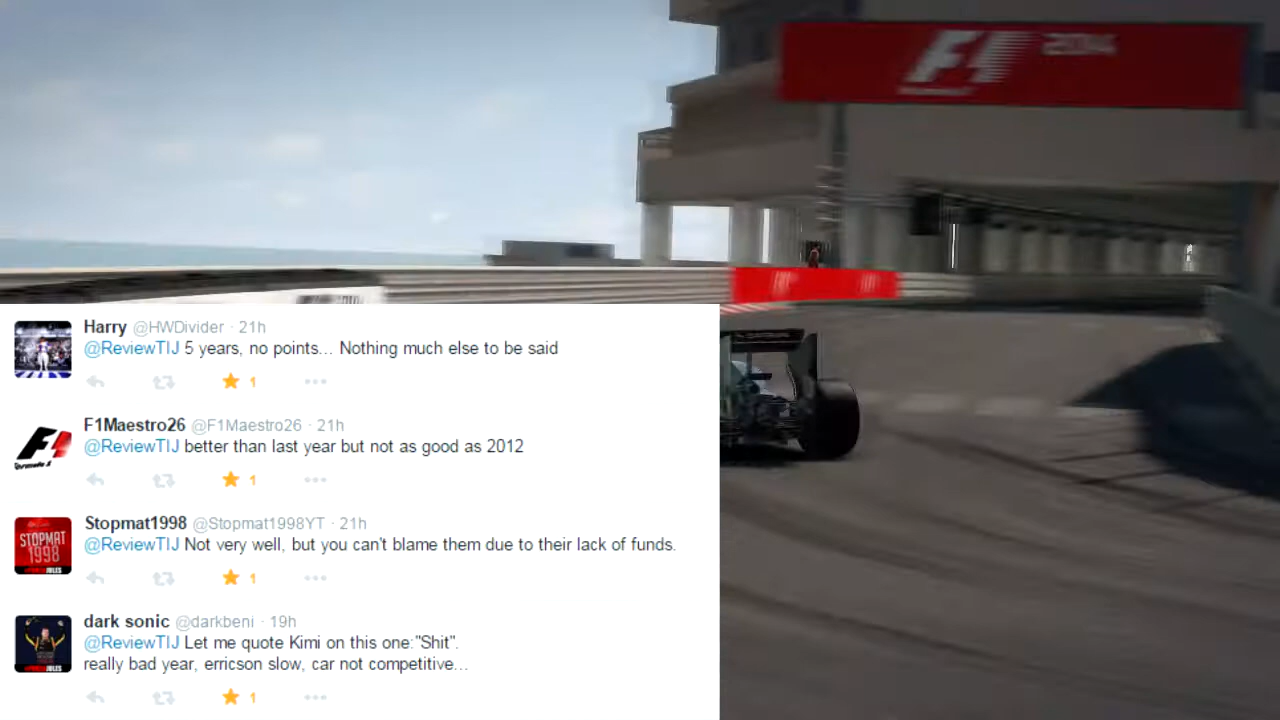 F1 2014
Harry @HWDivider · 21h
@ReviewTIJ 5 years, no points... Nothing much else to be said
1
F1Maestro26 @F1Maestro26 · 21h
@ReviewTIJ better than last year but not as good as 2012
1
Stopmat1998 @Stopmat1998YT · 21h
STOPMAT
1998
@ReviewTIJ Not very well, but you can't blame them due to their lack of funds.
1
dark sonic @darkbeni · 19h
@ReviewTIJ Let me quote Kimi on this one:"Shit".
really bad year, erricson slow, car not competitive...
1